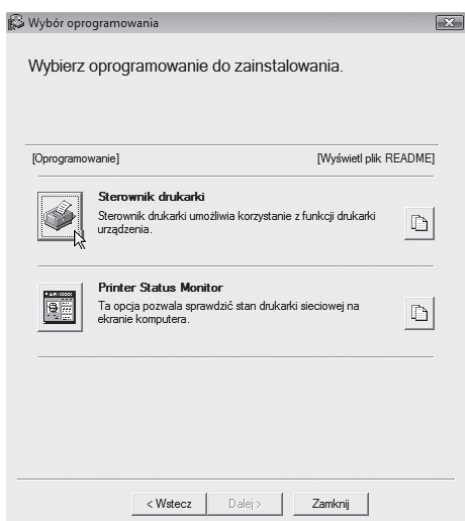 Wybór oprogramowania
Wybierz oprogramowanie do zainstalowania.
[Oprogramowanie] [Wyświetl plik README]
Sterownik drukarki
Sterownik drukarki umożliwia korzystanie z funkcji drukarki
urządzenia.
Printer Status Monitor
Ta opcja pozwala sprawdzić stan drukarki sieciowej na
ekranie komputera.
< Wstecz Dalej > Zamknij